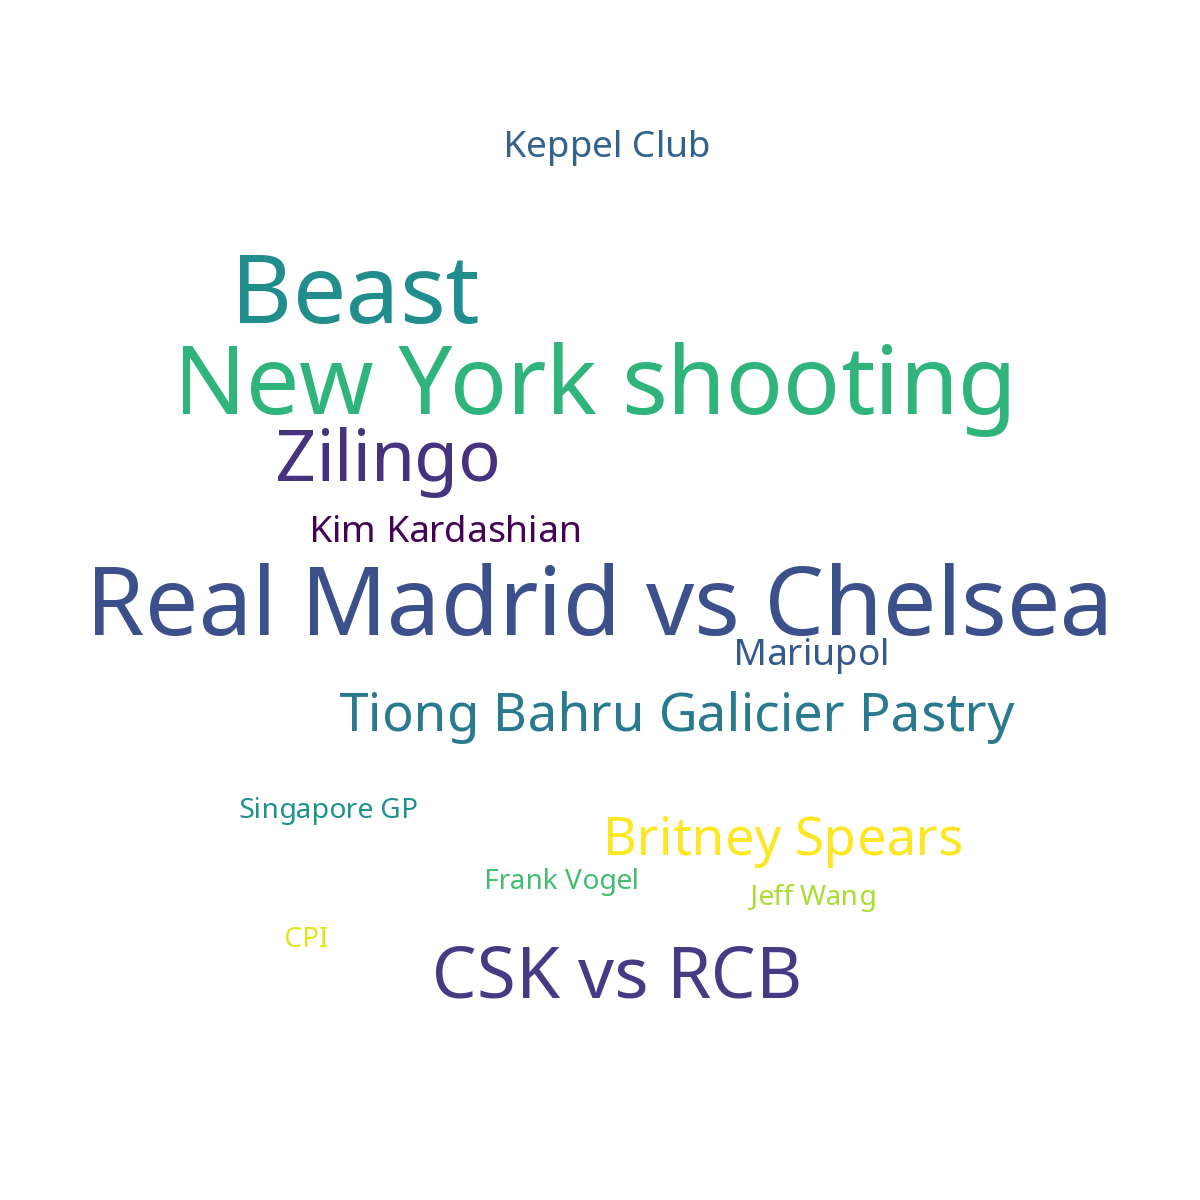 Keppel Club
Beast
New York shooting
Zilingo
Kim Kardashian
Real Madrid vs Chelsea
Mariupol
Tiong Bahru Galicier Pastry
Singapore GP
Britney Spears
Frank Vogel
Jeff Wang
CPI
CSK vs RCB